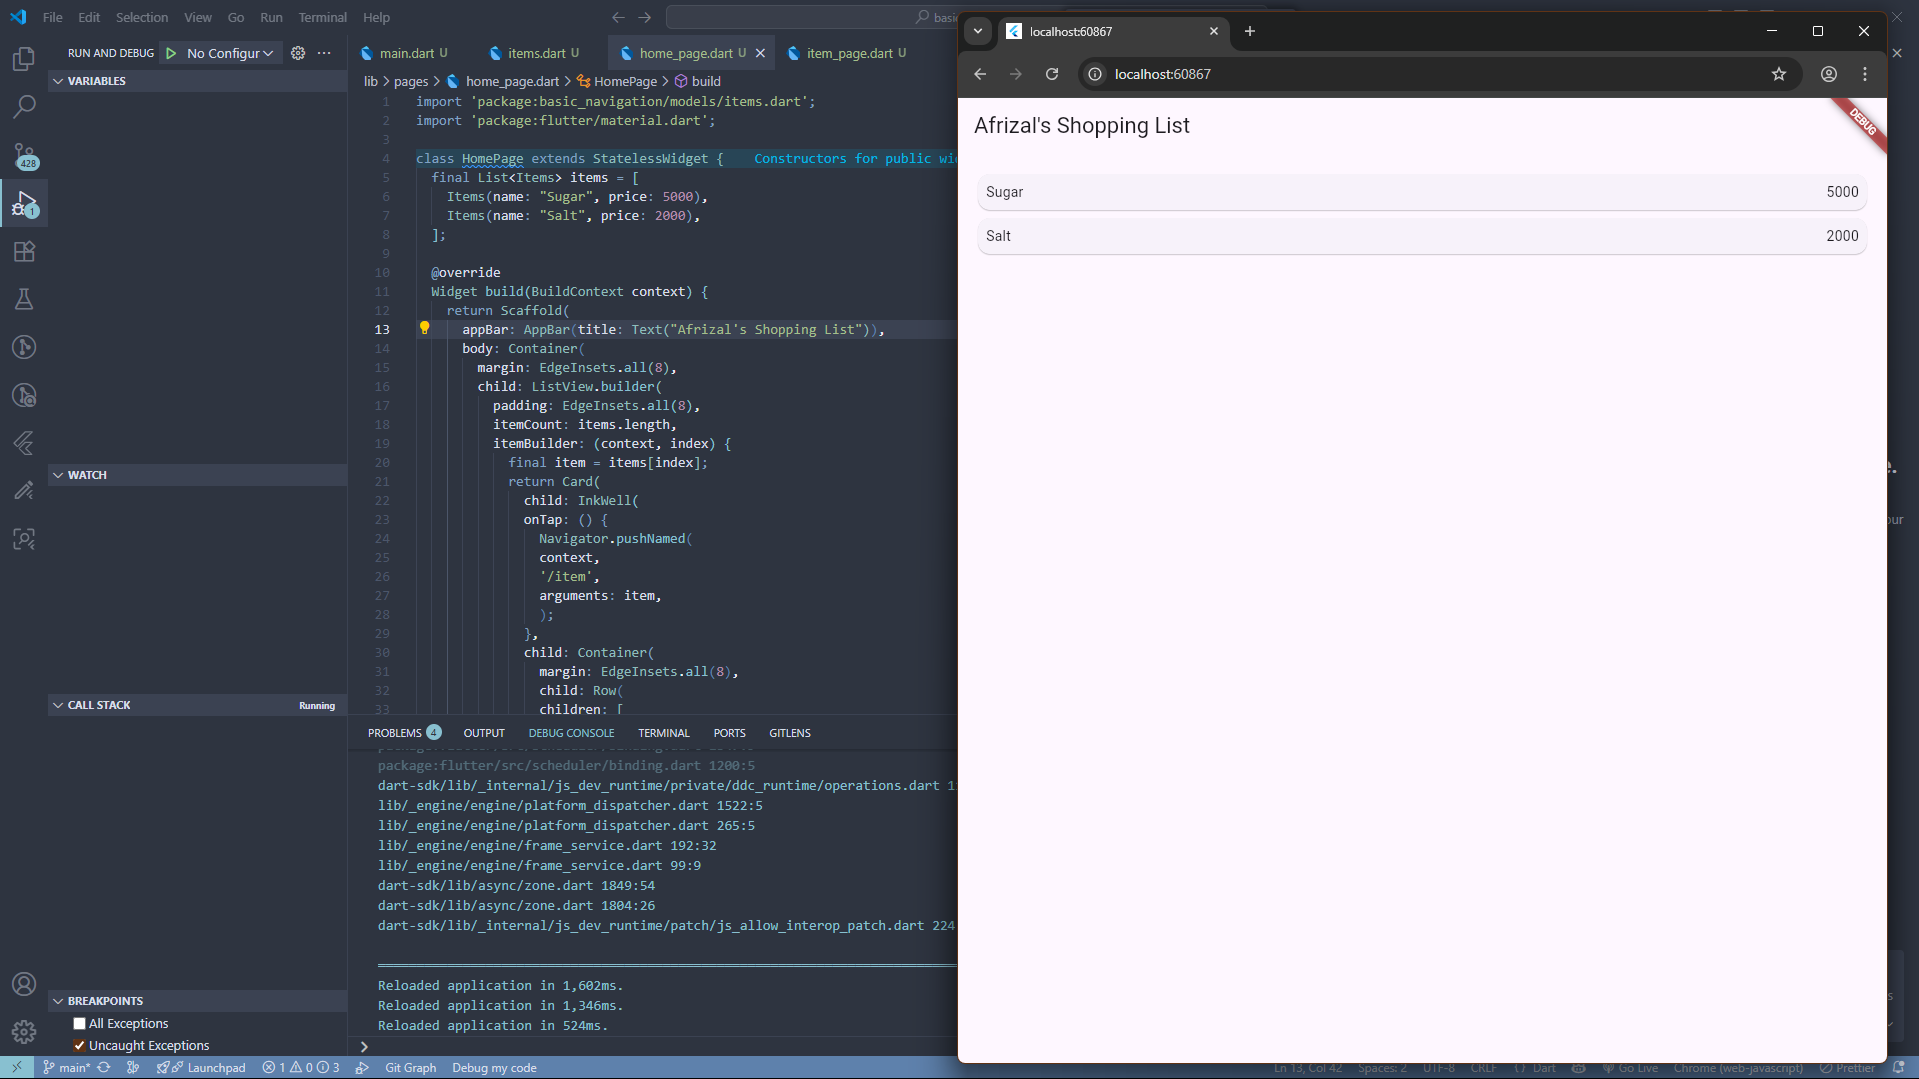 File Edit Selection View Go Run Terminal Help
basic
RUN AND DEBUG No Configur
main.dart U items.dart U home_page.dart U item_page.dart U
VARIABLES
lib > pages > home_page.dart > HomePage > build
1 import 'package:basic_navigation/models/items.dart';
2 import 'package:flutter/material.dart';
3
4 class HomePage extends StatelessWidget { Constructors for public wi
5 final List<Items> items = [
6 Items(name: "Sugar", price: 5000),
7 Items(name: "Salt", price: 2000),
8 ];
9
10 @override
11 Widget build(BuildContext context) {
12 return Scaffold(
13 appBar: AppBar(title: Text("Afrizal's Shopping List")),
14 body: Container(
15 margin: EdgeInsets.all(8),
16 child: ListView.builder(
17 padding: EdgeInsets.all(8),
18 itemCount: items.length,
19 itemBuilder: (context, index) {
20 final item = items[index];
21 return Card(
22 child: InkWell(
23 onTap: () {
24 Navigator.pushNamed(
25 context,
26 '/item',
27 arguments: item,
28 );
29 },
30 child: Container(
31 margin: EdgeInsets.all(8),
32 child: Row(
33 children: [
428
1
WATCH
CALL STACK Running
PROBLEMS 4 OUTPUT DEBUG CONSOLE TERMINAL PORTS GITLENS
package:flutter/src/scheduler/binding.dart 1200:5
dart-sdk/lib/_internal/js_dev_runtime/private/ddc_runtime/operations.dart 1
lib/_engine/engine/platform_dispatcher.dart 1522:5
lib/_engine/engine/platform_dispatcher.dart 265:5
lib/_engine/engine/frame_service.dart 192:32
lib/_engine/engine/frame_service.dart 99:9
dart-sdk/lib/async/zone.dart 1849:54
dart-sdk/lib/async/zone.dart 1804:26
dart-sdk/lib/_internal/js_dev_runtime/patch/js_allow_interop_patch.dart 224
Reloaded application in 1,602ms.
Reloaded application in 1,346ms.
Reloaded application in 524ms.
BREAKPOINTS
All Exceptions
Uncaught Exceptions
main* Launchpad 1 0 3 Git Graph Debug my code Ln 13, Col 42 Spaces: 2 UTF-8 CRLF Dart Go Live Chrome (web-javascript) Prettier
localhost:60867
localhost:60867
Afrizal's Shopping List
DEBUG
Sugar 5000
Salt 2000